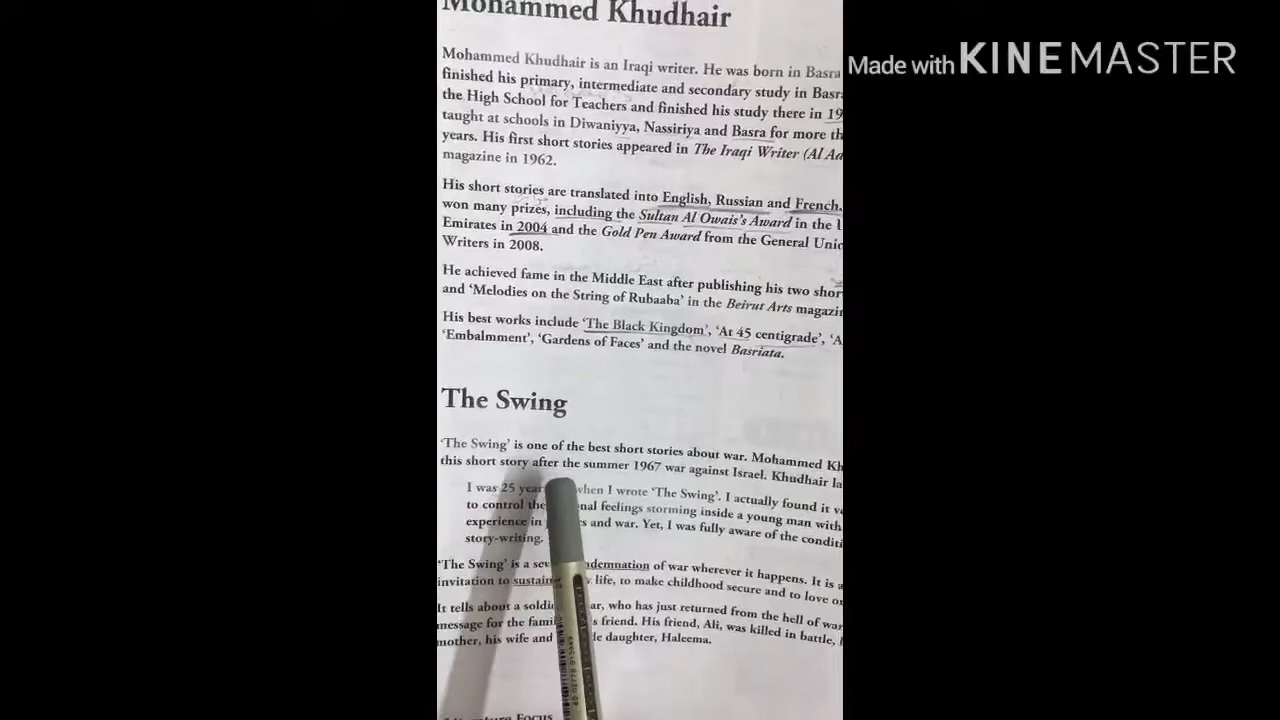 Mohammed Khudhair
Made with KINEMASTER
Mohammed Khudhair is an Iraqi writer. He was born in Basra
finished his primary, intermediate and secondary study in
the High School for Teachers and finished his study there in
taught at schools in Diwaniyya, Nassiriya and Basra for more
years. His first short stories appeared in The Iraqi Writer (Al
magazine in 1962.
His short stories are translated into English, Russian and French.
won many prizes, including the Sultan Al Owais's Award in the
Emirates in 2004 and the Gold Pen Award from the General
Writers in 2008.
He achieved fame in the Middle East after publishing his two
and 'Melodies on the String of Rubaaba' in the Beirut Arts
His best works include 'The Black Kingdom', 'At 45 centigrade',
'Embalmment', 'Gardens of Faces' and the novel Basriata.
The Swing
'The Swing' is one of the best short stories about war. Mohammed
this short story after the summer 1967 war against Israel. Khudhair
I was 25 when I wrote 'The Swing'. I actually found it
to control feelings storming inside a young man with
experience in and war. Yet, I was fully aware of the
story-writing.
'The Swing' is a of war wherever it happens. It is
invitation to life, to make childhood secure and to love
It tells about a who has just returned from the hell of war
message for the friend. His friend, Ali, was killed in battle,
mother, his wife and daughter, Haleema.
Focus